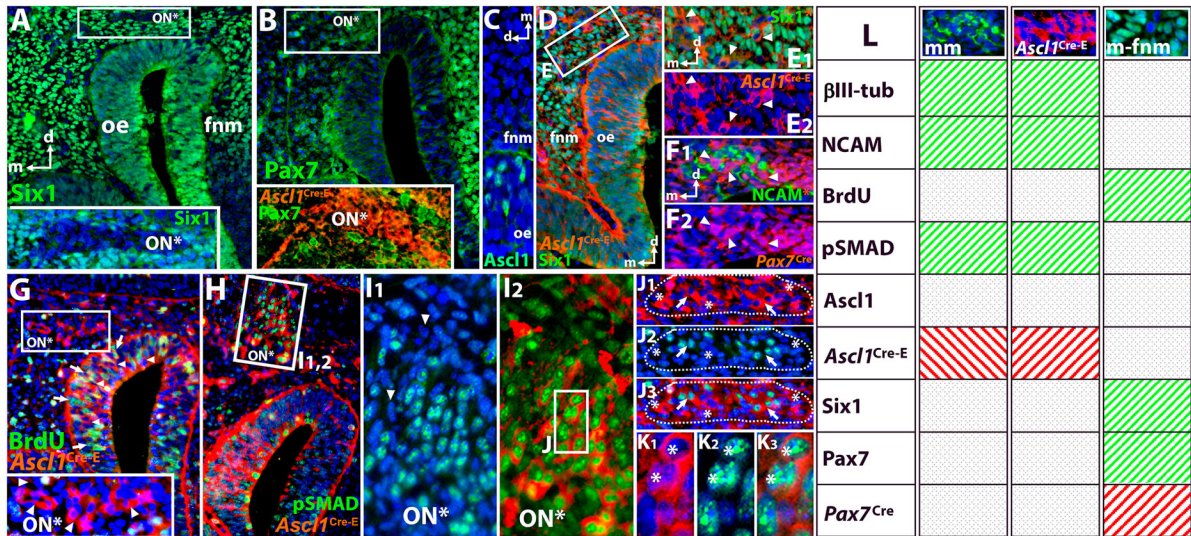 A
ON*
oe
fnm
d
m
Six1
Six1
ON*
B
ON*
Pax7
Ascl1Cre-E
Pax7
ON*
C
m
d
fnm
oe
Ascl1
D
E
fnm
oe
Ascl1Cre-E
Six1
d
m
Six1
d
m
E1
Ascl1Cre-E
E2
F1
d
m
NCAM*
F2
Pax7Cre
G
ON*
BrdU
Ascl1Cre-E
ON*
H
ON*
I1,2
pSMAD
Ascl1Cre-E
I1
ON*
I2
J
ON*
J1
* * *
J2
* * *
J3
* * *
K1
*
*
K2
*
*
K3
*
*
L
mm
Ascl1Cre-E
m-fnm
βIII-tub
NCAM
BrdU
pSMAD
Ascl1
Ascl1Cre-E
Six1
Pax7
Pax7Cre